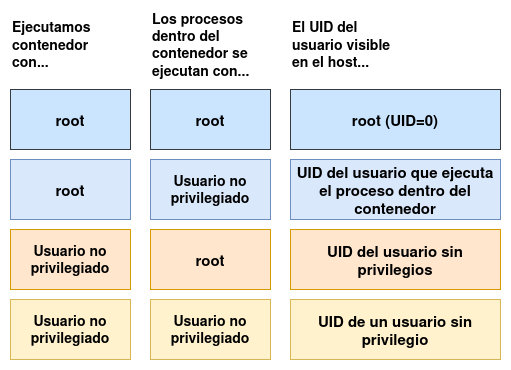 Ejecutamos
contenedor
con...
Los procesos
dentro del
contenedor se
ejecutan con...
El UID del
usuario visible
en el host...
root
root
root (UID=0)
root
Usuario no
privilegiado
UID del usuario que ejecuta
el proceso dentro del
contenedor
Usuario no
privilegiado
root
UID del usuario sin
privilegios
Usuario no
privilegiado
Usuario no
privilegiado
UID de un usuario sin
privilegio